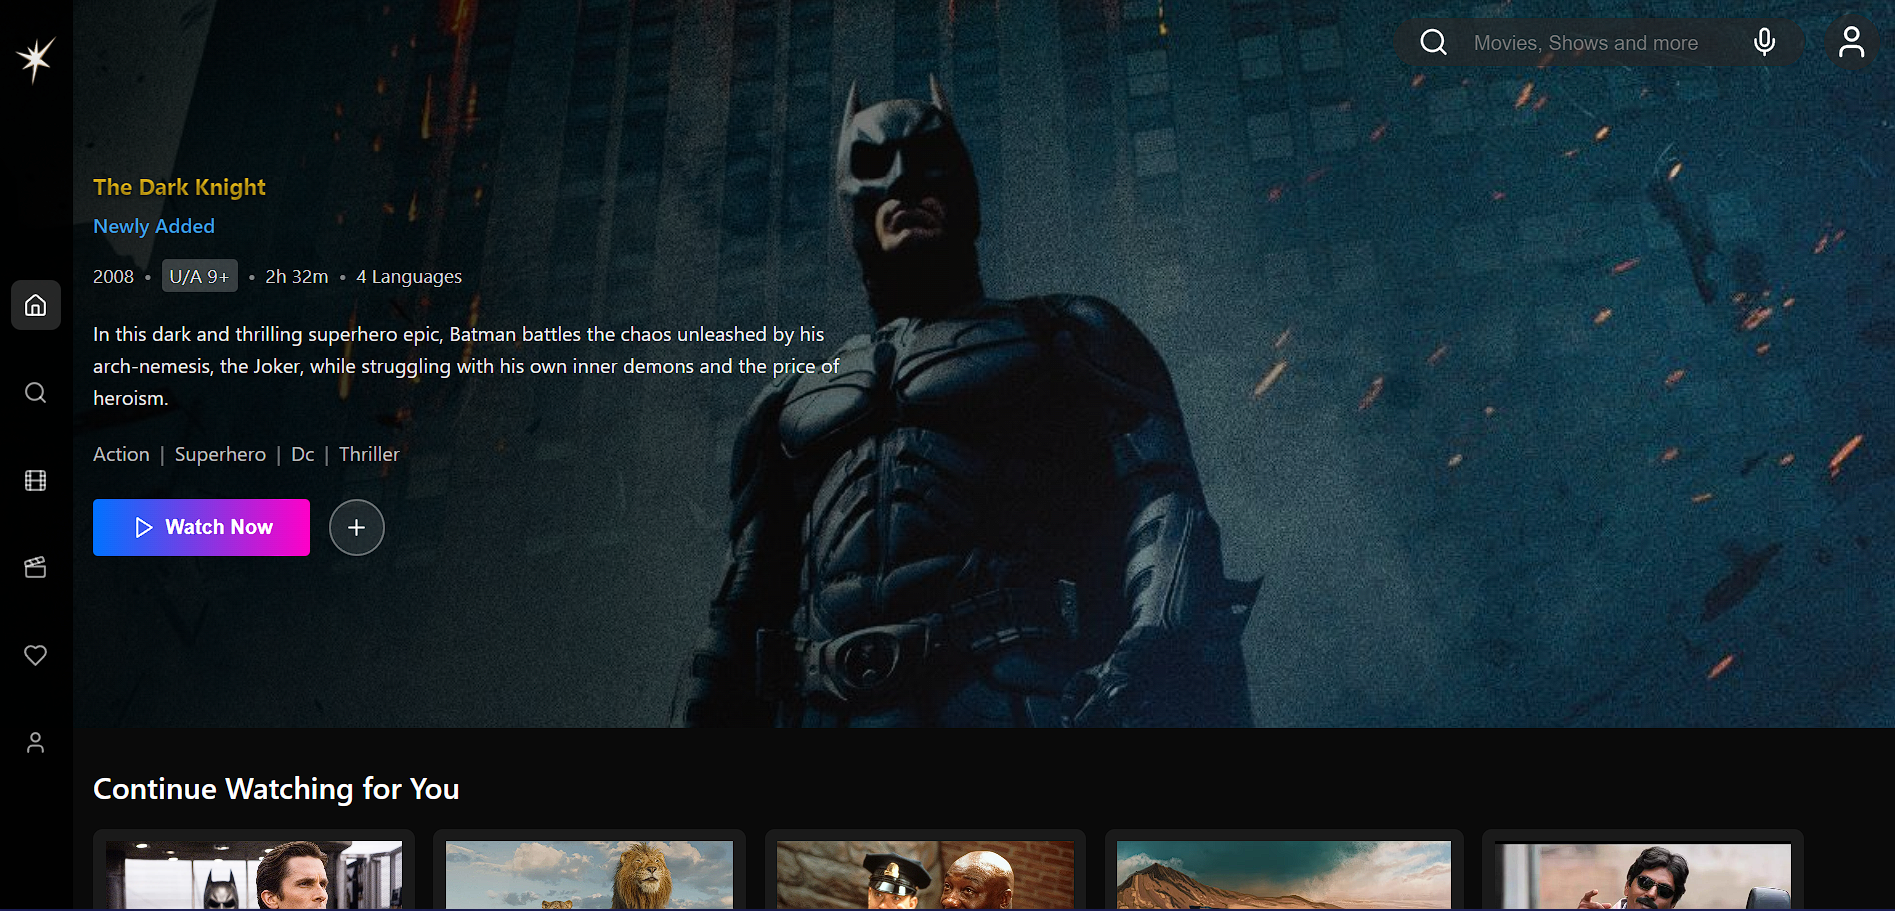 Movies, Shows and more
The Dark Knight
Newly Added
2008 • U/A 9+ • 2h 32m • 4 Languages
In this dark and thrilling superhero epic, Batman battles the chaos unleashed by his
arch-nemesis, the Joker, while struggling with his own inner demons and the price of
heroism.
Action | Superhero | Dc | Thriller
Watch Now
Continue Watching for You